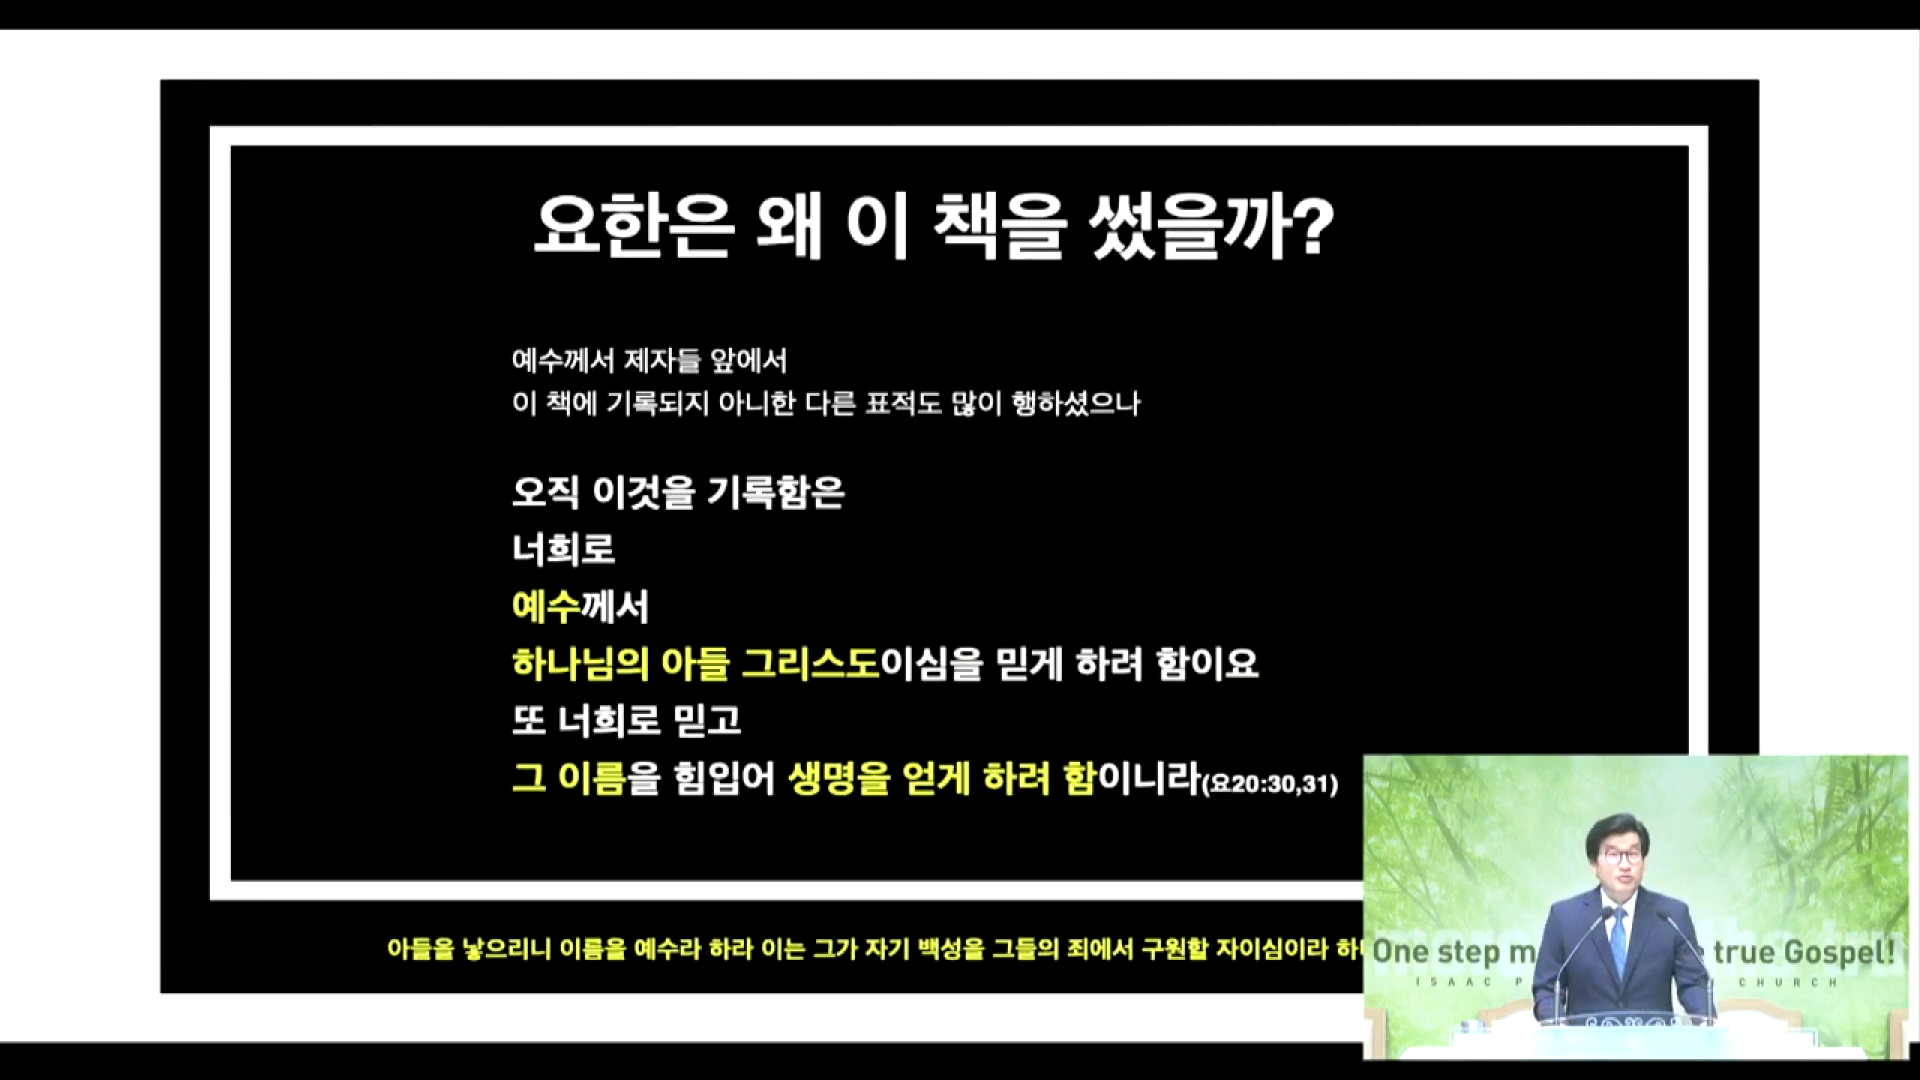 요한은 왜 이 책을 썼을까?
예수께서 제자들 앞에서
이 책에 기록되지 아니한 다른 표적도 많이 행하셨으나
오직 이것을 기록함은
너희로
예수께서
하나님의 아들 그리스도이심을 믿게 하려 함이요
또 너희로 믿고
그 이름을 힘입어 생명을 얻게 하려 함이니라(요20:30,31)
아들을 낳으리니 이름을 예수라 하라 이는 그가 자기 백성을 그들의 죄에서 구원할 자이심이라
One step true Gospel!
ISAAC CHURCH